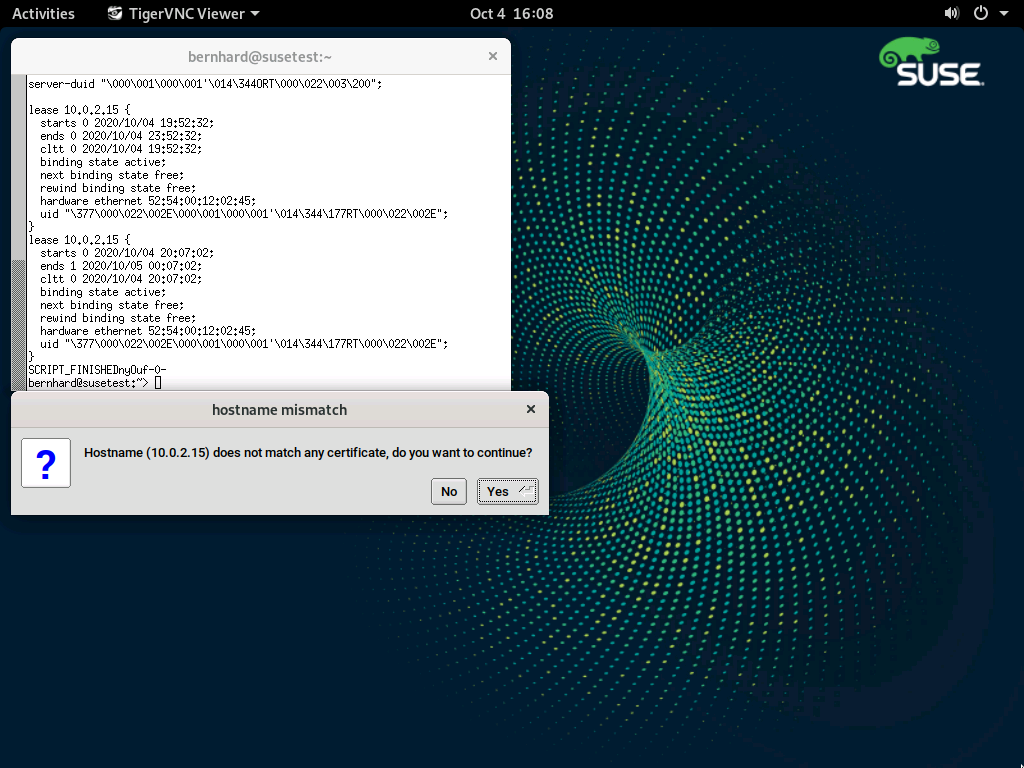 Activities TigerVNC Viewer Oct 4 16:08
SUSE
bernhard@susetest:~
server-duid "\000\001\000\001'\014\344ORT\000\022\003\200";
lease 10.0.2.15 {
starts 0 2020/10/04 19:52:32;
ends 0 2020/10/04 23:52:32;
cltt 0 2020/10/04 19:52:32;
binding state active;
next binding state free;
rewind binding state free;
hardware ethernet 52:54:00:12:02:45;
uid "\377\000\022\002E\000\001\000\001'\014\344\177RT\000\022\002E";
}
lease 10.0.2.15 {
starts 0 2020/10/04 20:07:02;
ends 1 2020/10/05 00:07:02;
cltt 0 2020/10/04 20:07:02;
binding state active;
next binding state free;
rewind binding state free;
hardware ethernet 52:54:00:12:02:45;
uid "\377\000\022\002E\000\001\000\001'\014\344\177RT\000\022\002E";
}
SCRIPT_FINISHEDnyOuf-0-
bernhard@susetest:~>
hostname mismatch
?
Hostname (10.0.2.15) does not match any certificate, do you want to continue?
No Yes